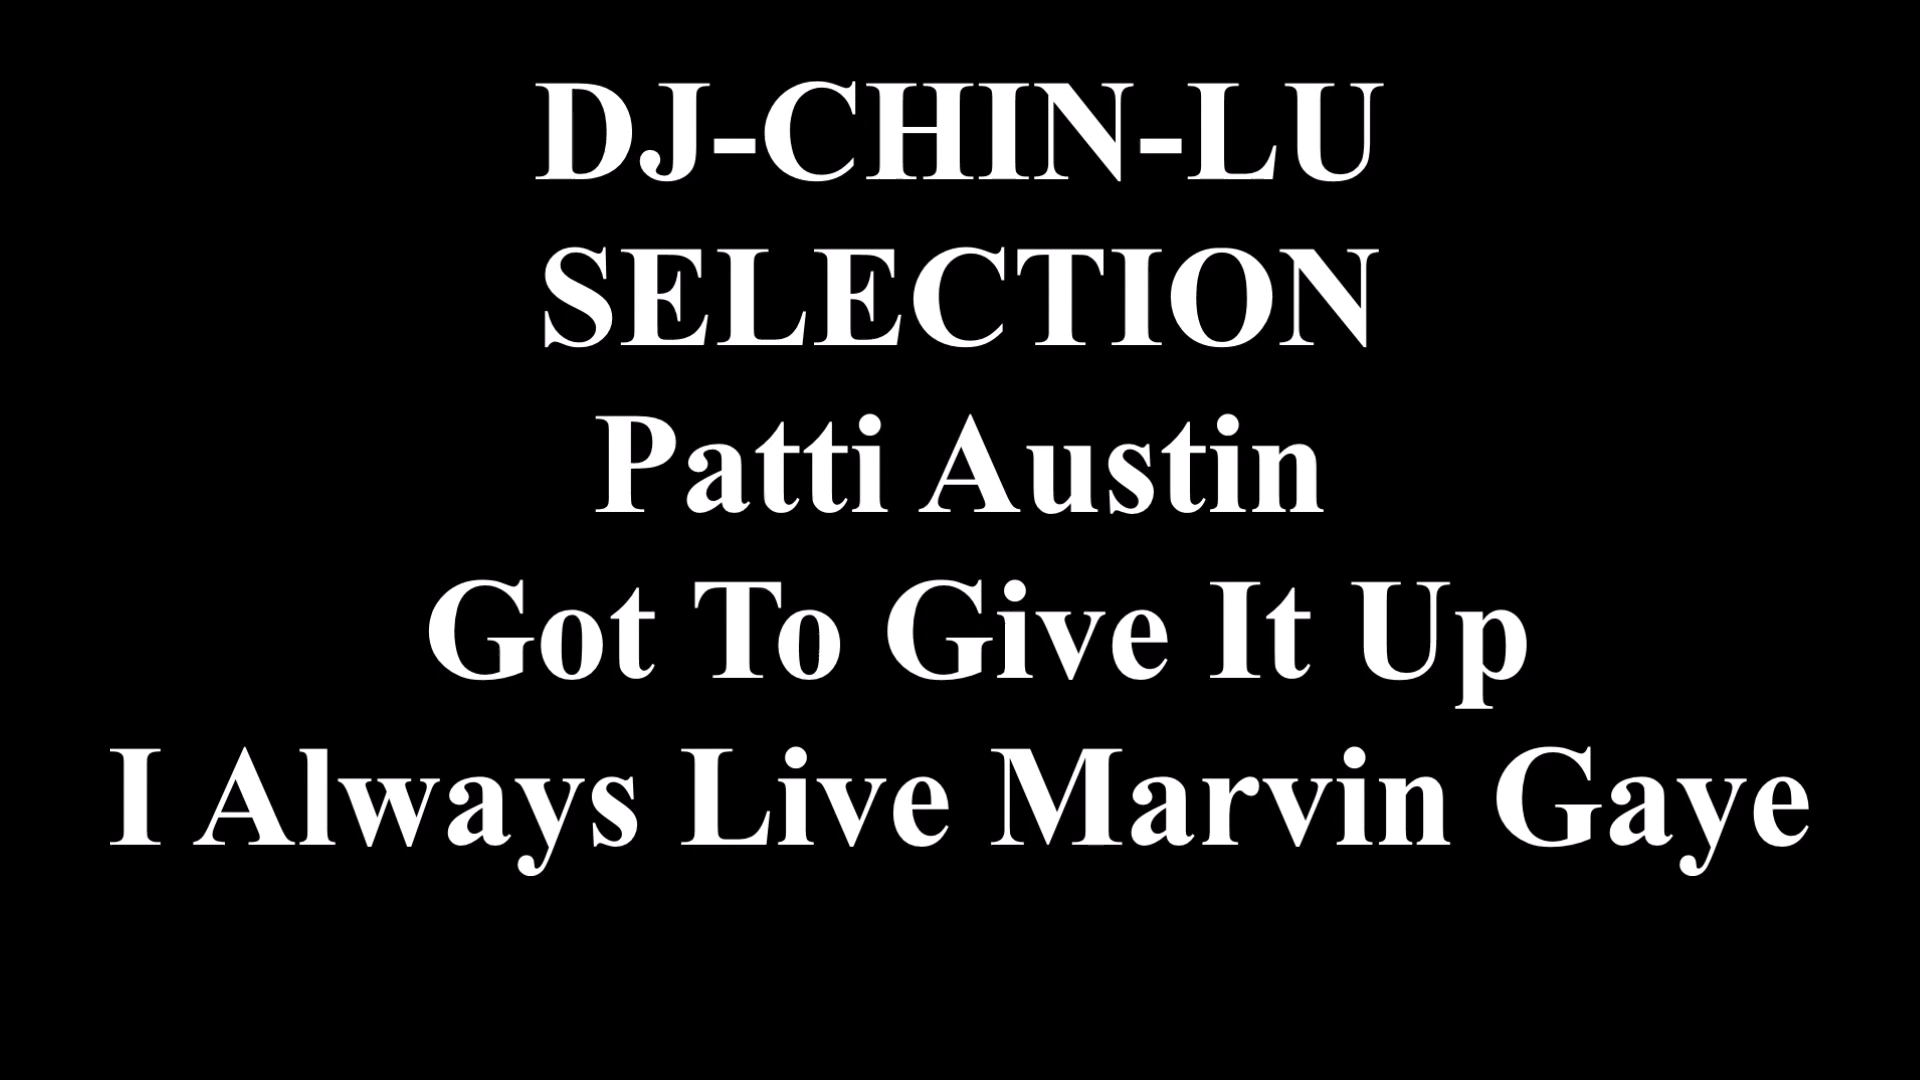 DJ-CHIN-LU
SELECTION
Patti Austin
Got To Give It Up
I Always Live Marvin Gaye